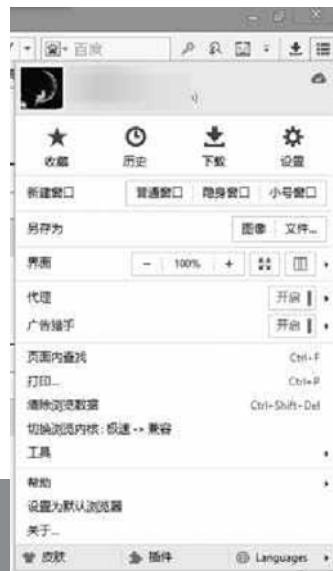 百度
收藏 历史 下载 设置
新建窗口 普通窗口 隐身窗口 小号窗口
另存为 图像 文件...
界面 - 100% +
代理 开启
广告猎手 开启
页面内查找 Ctrl-F
打印... Ctrl+P
清除浏览数据 Ctrl-Shift-Del
切换浏览内核:极速->兼容
工具
帮助
设置为默认浏览器
关于...
皮肤 插件 Languages